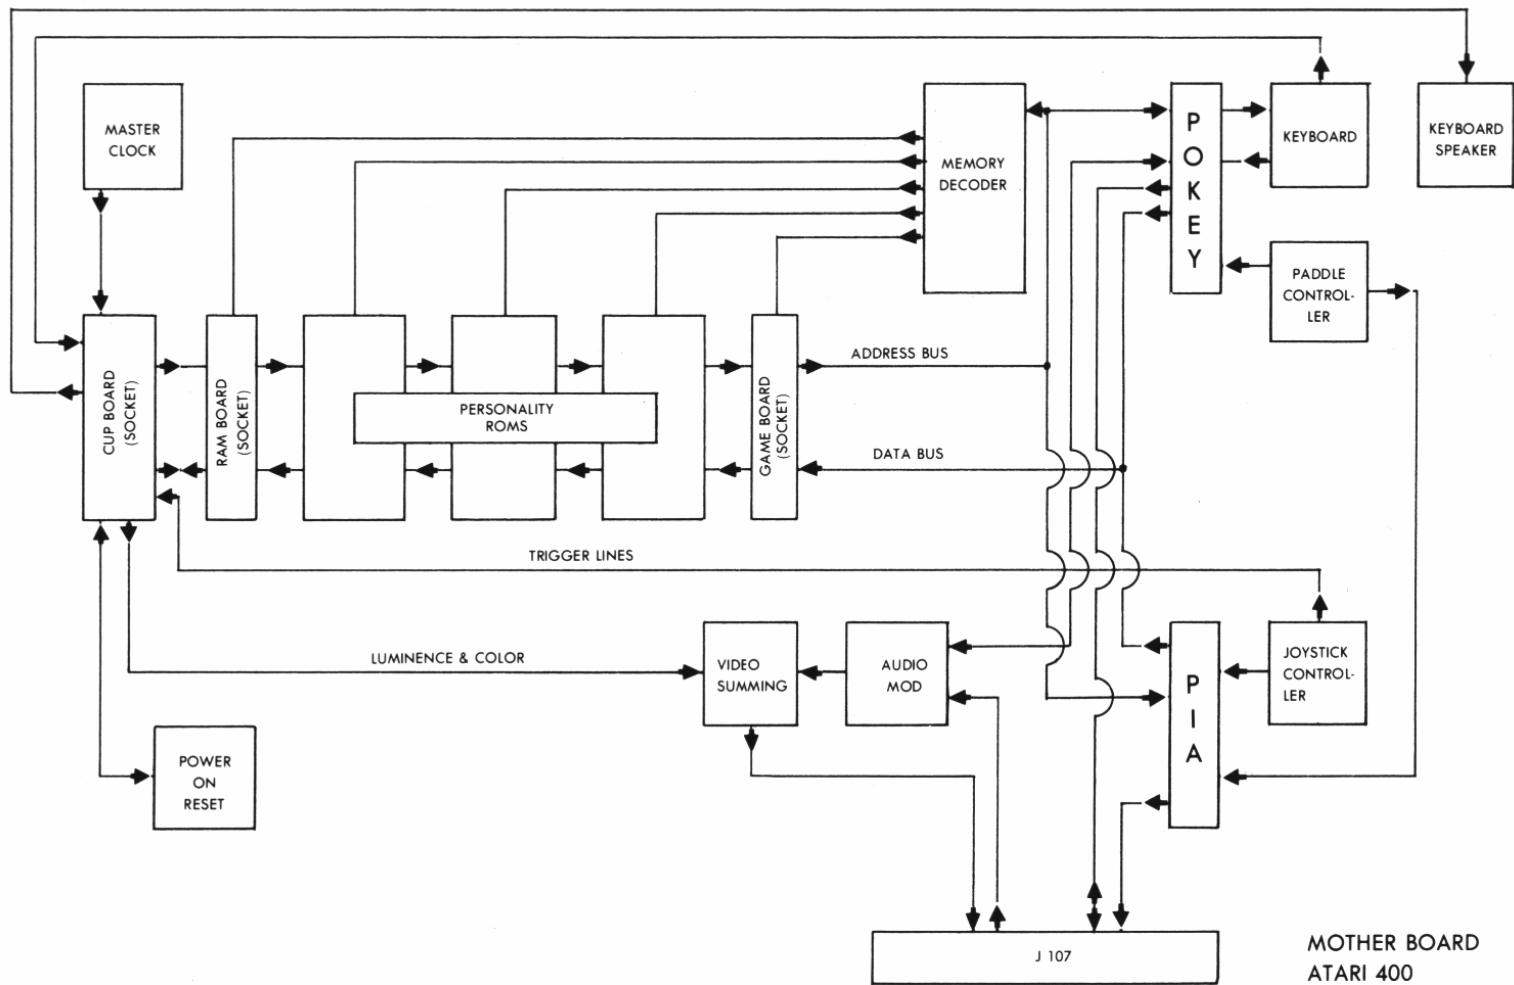 MASTER
CLOCK
MEMORY
DECODER
POKEY
KEYBOARD
KEYBOARD
SPEAKER
PADDLE
CONTROL-
LER
CUP BOARD
(SOCKET)
RAM BOARD
(SOCKET)
PERSONALITY
ROMS
GAME BOARD
(SOCKET)
ADDRESS BUS
DATA BUS
TRIGGER LINES
LUMINENCE & COLOR
VIDEO
SUMMING
AUDIO
MOD
PIA
JOYSTICK
CONTROL-
LER
POWER
ON
RESET
J 107
MOTHER BOARD
ATARI 400